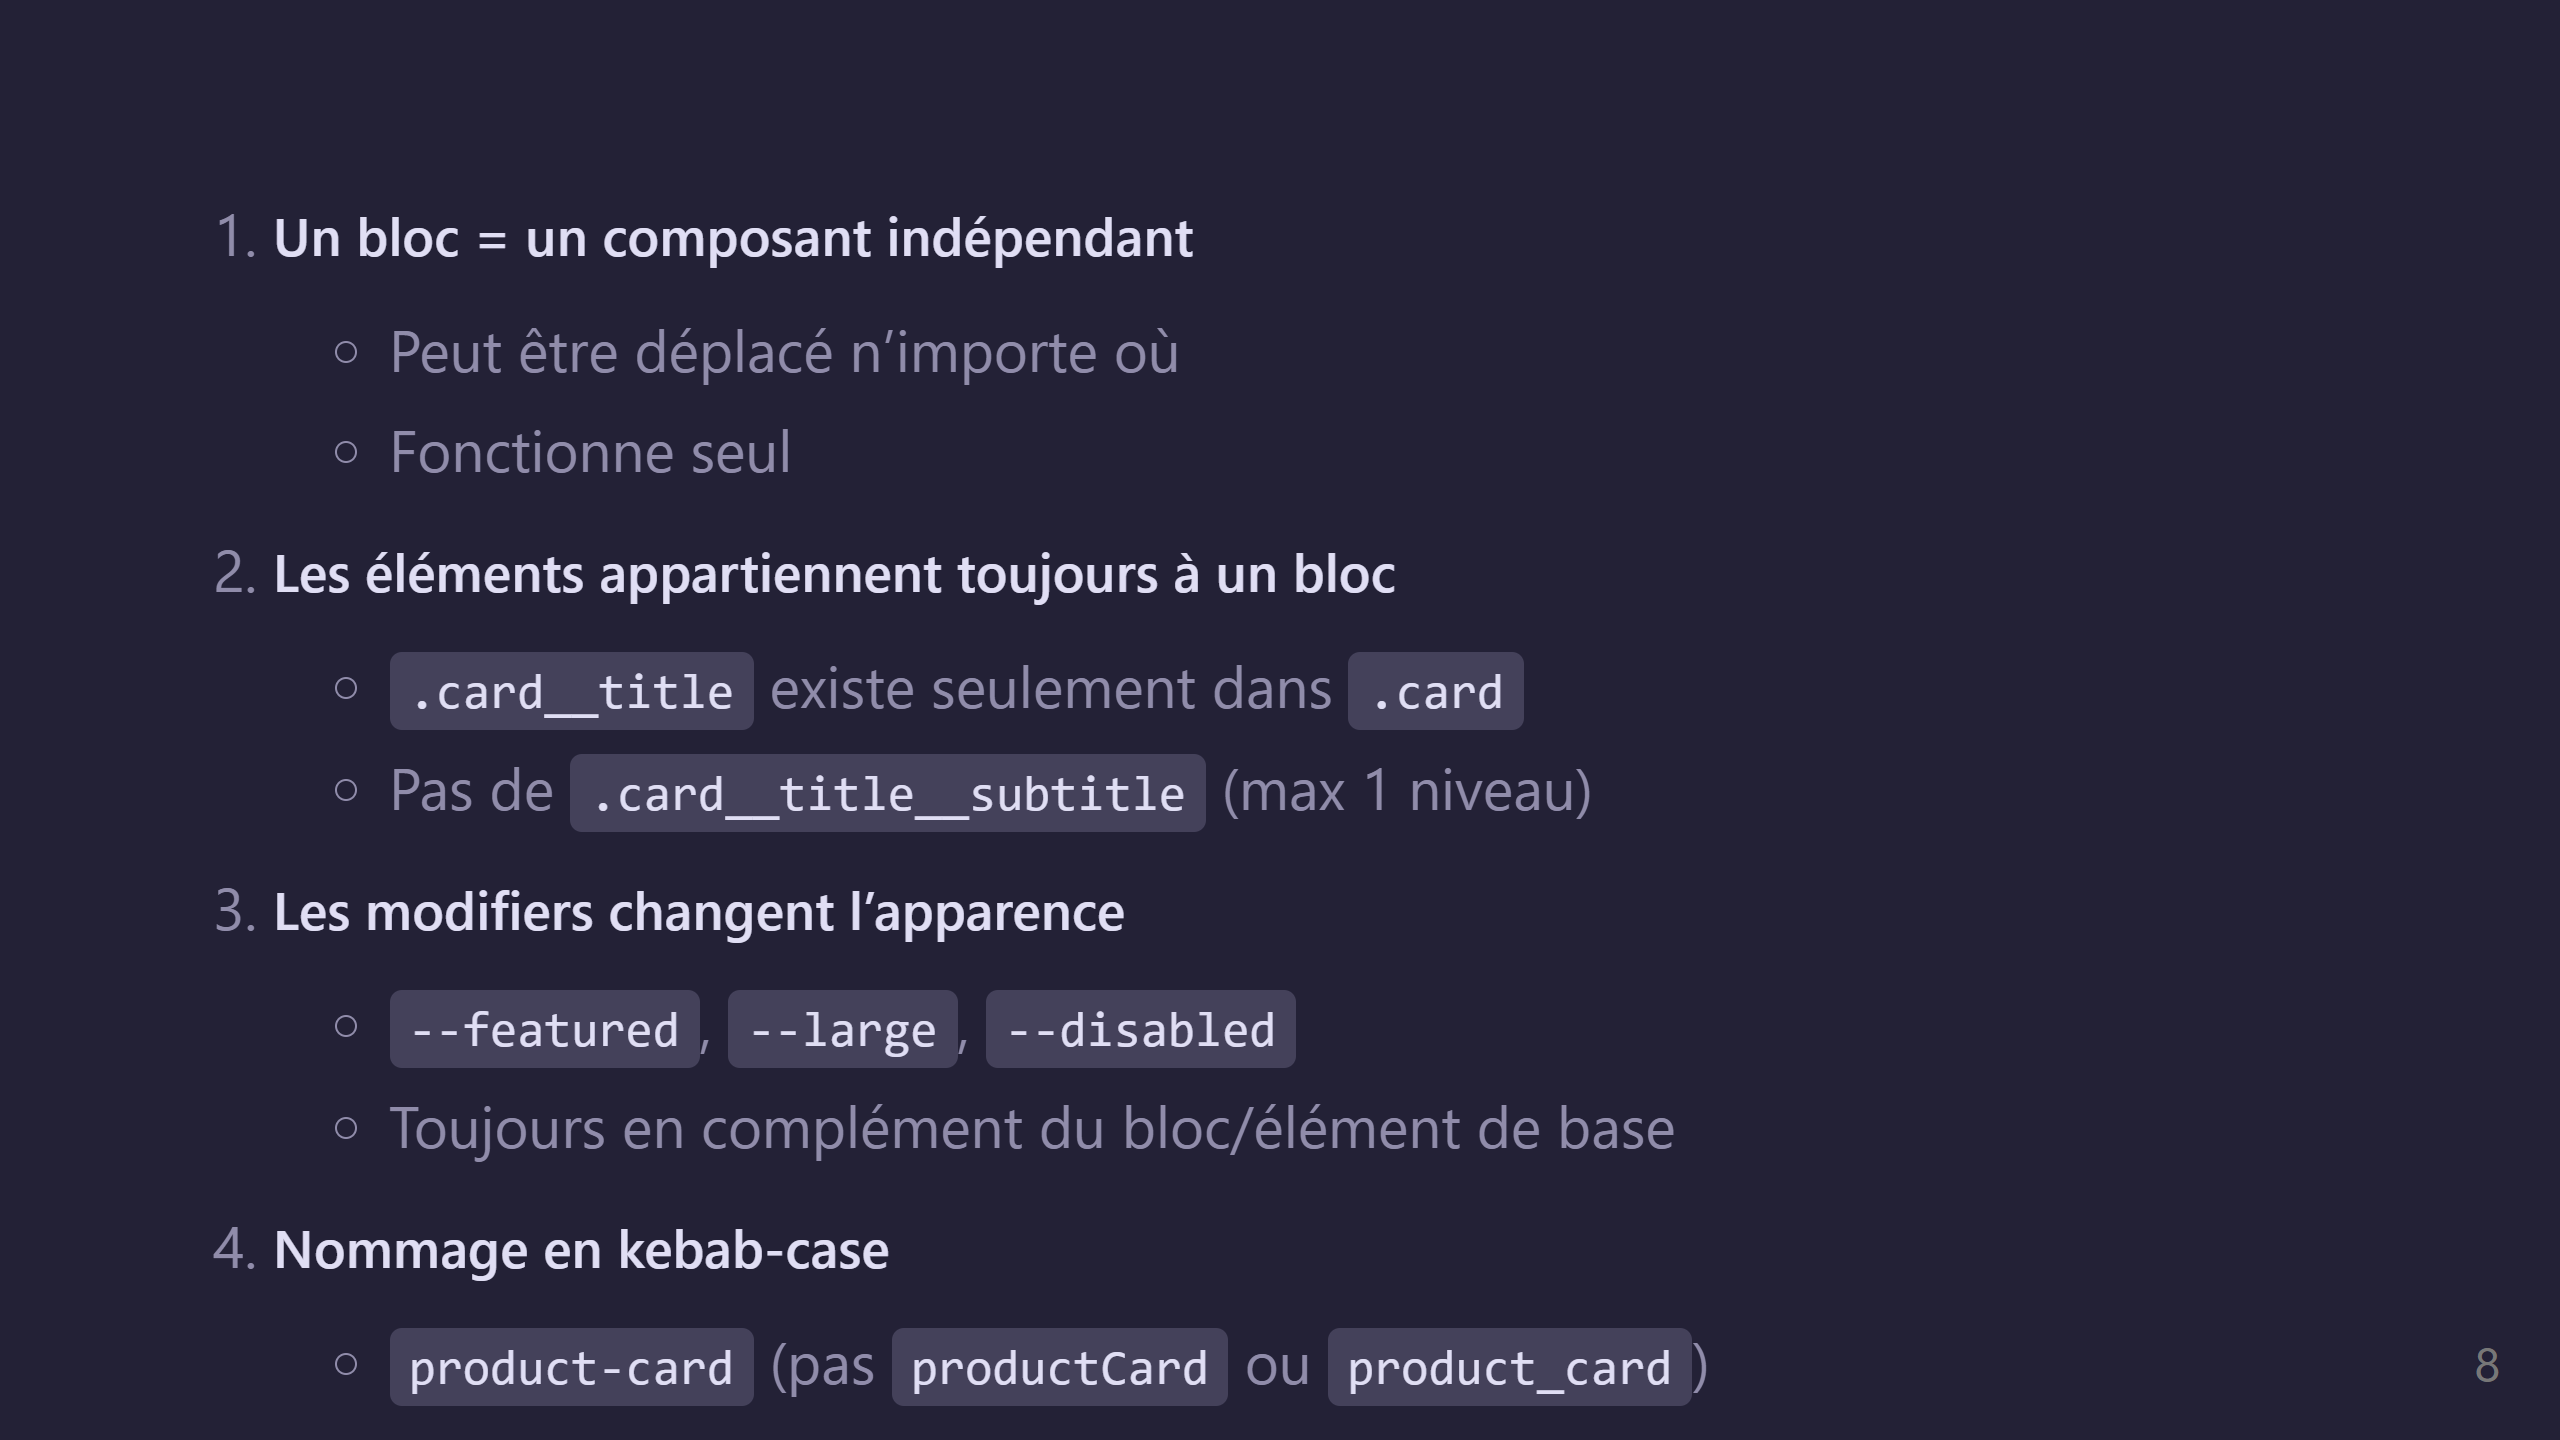 1. Un bloc = un composant indépendant
○ Peut être déplacé n’importe où
○ Fonctionne seul
2. Les éléments appartiennent toujours à un bloc
○ .card__title existe seulement dans .card
○ Pas de .card__title__subtitle (max 1 niveau)
3. Les modifiers changent l’apparence
○ --featured, --large, --disabled
○ Toujours en complément du bloc/élément de base
4. Nommage en kebab-case
○ product-card (pas productCard ou product_card)
8